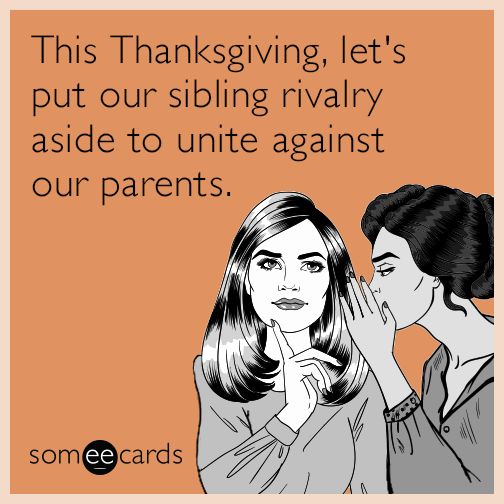 This Thanksgiving, let's
put our sibling rivalry
aside to unite against
our parents.
someecards